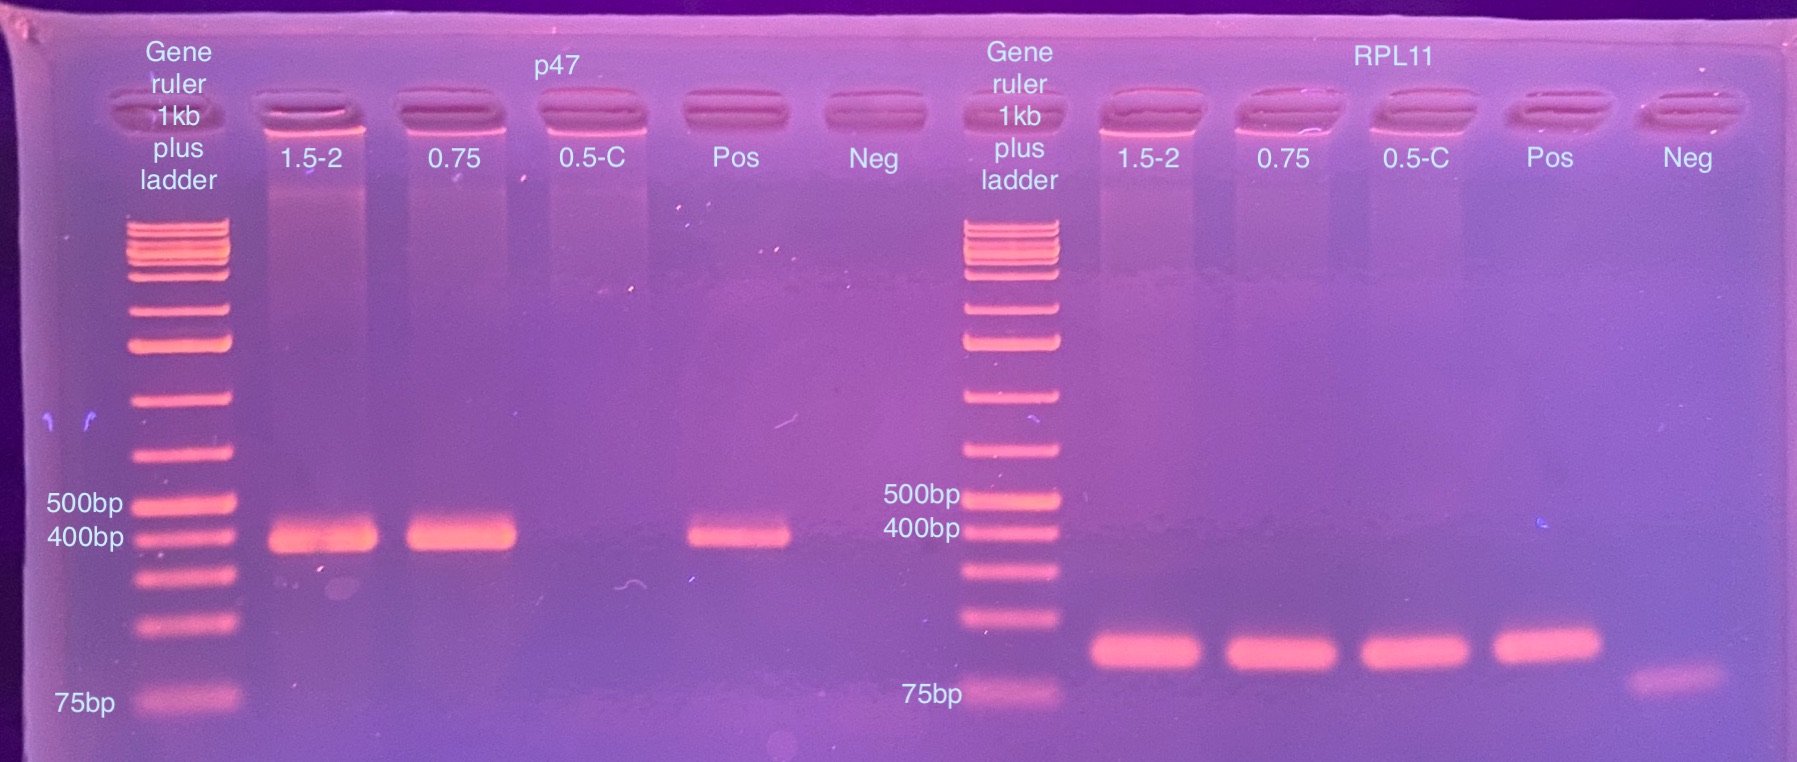 Gene
ruler
1kb
plus
ladder
p47
1.5-2
0.75
0.5-C
Pos
Neg
500bp
400bp
75bp
Gene
ruler
1kb
plus
ladder
RPL11
1.5-2
0.75
0.5-C
Pos
Neg
500bp
400bp
75bp